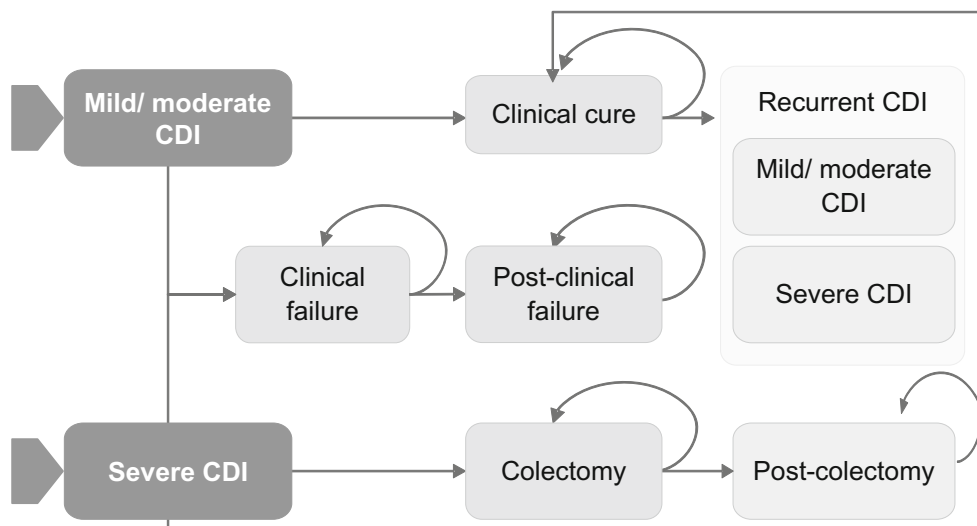 Mild/ moderate
CDI
Clinical cure
Recurrent CDI
Mild/ moderate
CDI
Severe CDI
Clinical
failure
Post-clinical
failure
Severe CDI
Colectomy
Post-colectomy